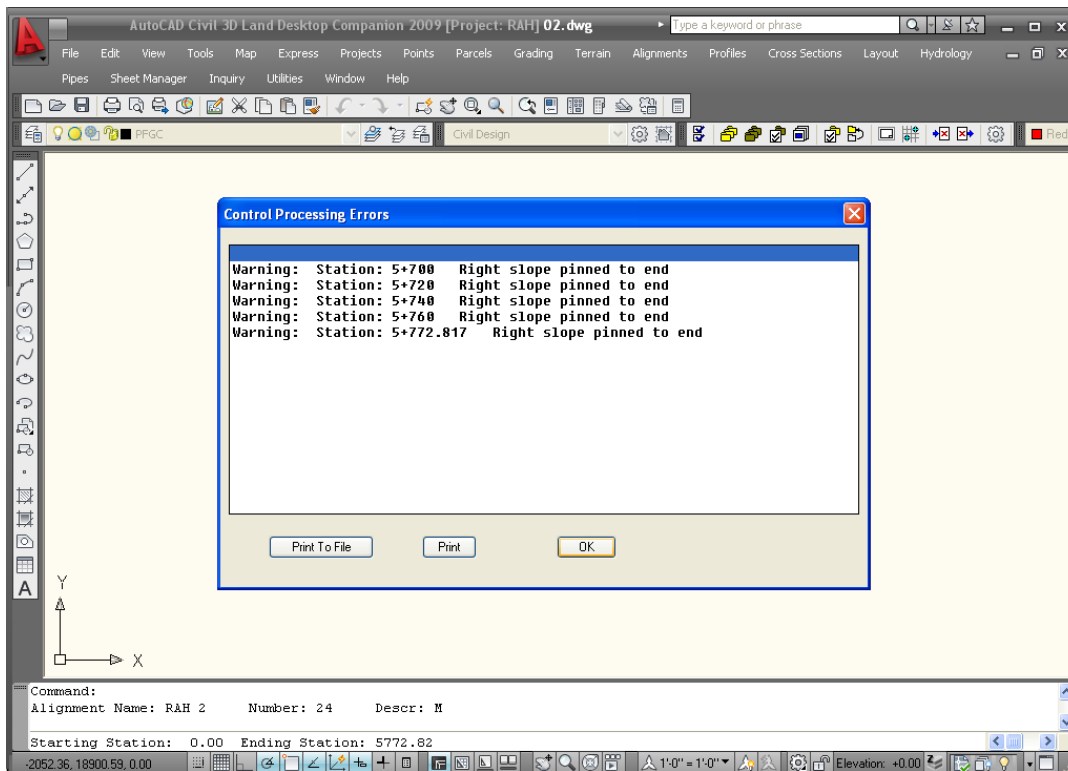 AutoCAD Civil 3D Land Desktop Companion 2009 [Project: RAH] 02.dwg Type a keyword or phrase
File Edit View Tools Map Express Projects Points Parcels Grading Terrain Alignments Profiles Cross Sections Layout Hydrology
Pipes Sheet Manager Inquiry Utilities Window Help
PFGC Civil Design Red
Control Processing Errors
Warning: Station: 5+700 Right slope pinned to end
Warning: Station: 5+720 Right slope pinned to end
Warning: Station: 5+740 Right slope pinned to end
Warning: Station: 5+760 Right slope pinned to end
Warning: Station: 5+772.817 Right slope pinned to end
Print To File Print OK
A
Y
X
Command:
Alignment Name: RAH 2 Number: 24 Descr: M
Starting Station: 0.00 Ending Station: 5772.82
-2052.36, 18900.59, 0.00 1'-0" = 1'-0" Elevation: +0.00